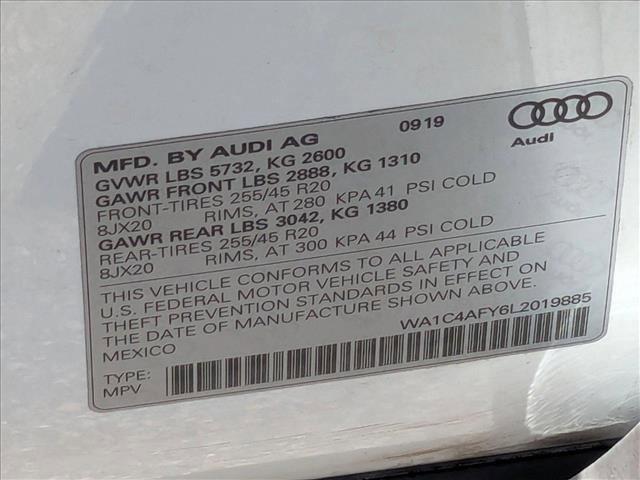 MFD. BY AUDI AG 0919
Audi
GVWR LBS 5732, KG 2600
GAWR FRONT LBS 2888, KG 1310
FRONT-TIRES 255/45 R20
8JX20 RIMS, AT 280 KPA 41 PSI COLD
GAWR REAR LBS 3042, KG 1380
REAR-TIRES 255/45 R20
8JX20 RIMS, AT 300 KPA 44 PSI COLD
THIS VEHICLE CONFORMS TO ALL APPLICABLE
U.S. FEDERAL MOTOR VEHICLE SAFETY AND
THEFT PREVENTION STANDARDS IN EFFECT ON
THE DATE OF MANUFACTURE SHOWN ABOVE.
MEXICO WA1C4AFY6L2019885
TYPE:
MPV